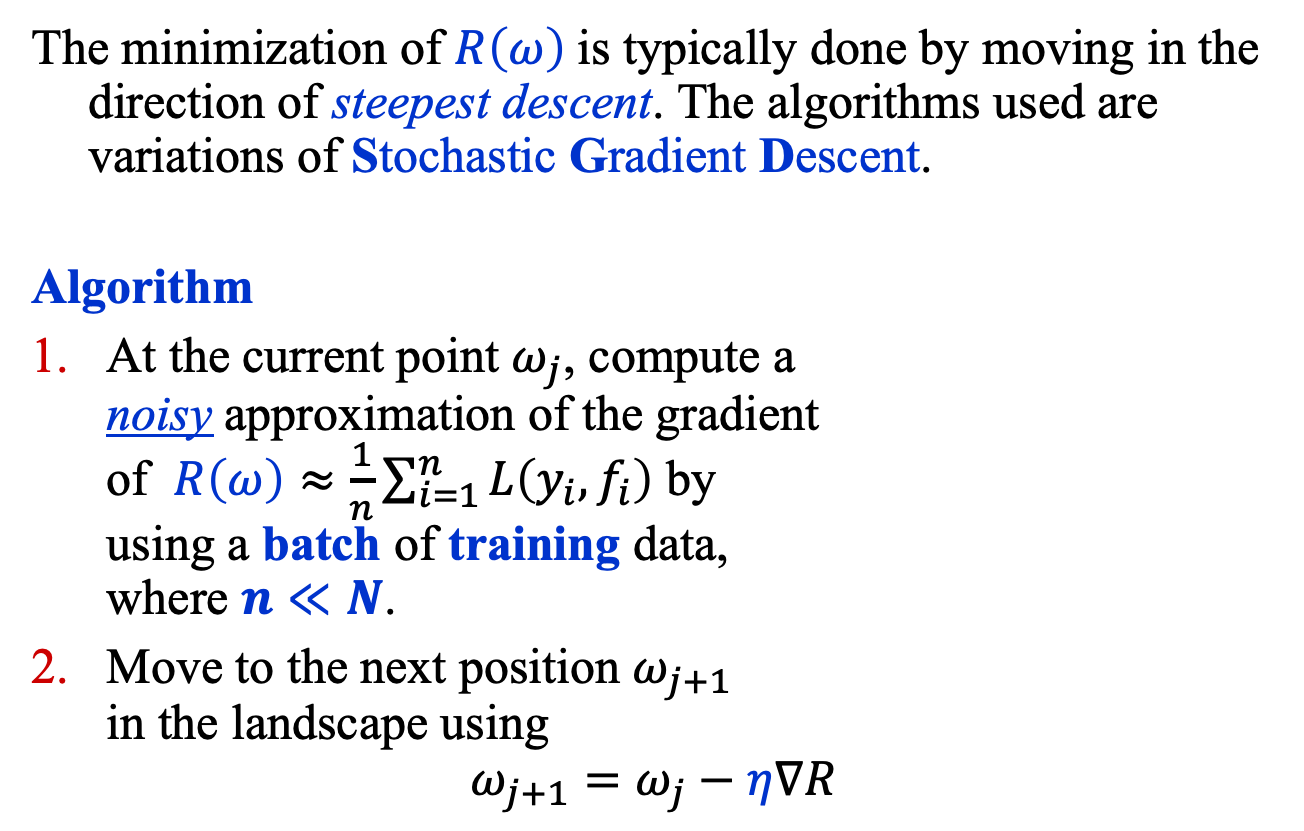 The minimization of R(ω) is typically done by moving in the
direction of steepest descent. The algorithms used are
variations of Stochastic Gradient Descent.
Algorithm
1. At the current point ωⱼ, compute a
noisy approximation of the gradient
of R(ω) ≈ 1/n ∑ⁿᵢ₌₁ L(yᵢ, fᵢ) by
using a batch of training data,
where n ≪ N.
2. Move to the next position ωⱼ₊₁
in the landscape using
ωⱼ₊₁ = ωⱼ − η∇R